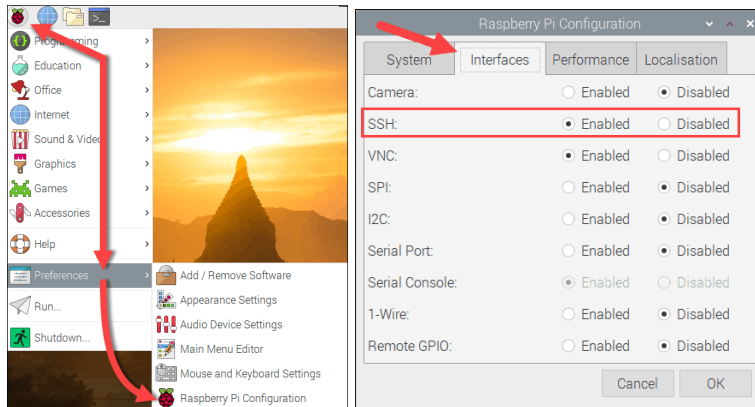 Programming
Education
Office
Internet
Sound & Video
Graphics
Games
Accessories
Help
Preferences
Run...
Shutdown...
Add / Remove Software
Appearance Settings
Audio Device Settings
Main Menu Editor
Mouse and Keyboard Settings
Raspberry Pi Configuration
Raspberry Pi Configuration
System Interfaces Performance Localisation
Camera: Enabled Disabled
SSH: Enabled Disabled
VNC: Enabled Disabled
SPI: Enabled Disabled
I2C: Enabled Disabled
Serial Port: Enabled Disabled
Serial Console: Enabled Disabled
1-Wire: Enabled Disabled
Remote GPIO: Enabled Disabled
Cancel OK